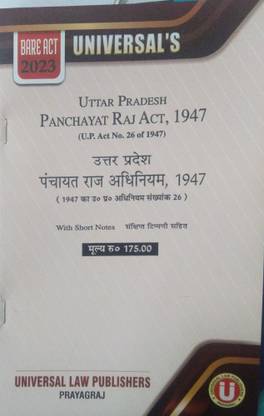 BARE ACT
2023
UNIVERSAL'S
UTTAR PRADESH
PANCHAYAT RAJ ACT, 1947
(U.P. Act No. 26 of 1947)
उत्तर प्रदेश
पंचायत राज अधिनियम, 1947
( 1947 का उ० प्र० अधिनियम संख्यांक 26 )
With Short Notes संक्षिप्त टिप्पणी सहित
मूल्य रु० 175.00
UNIVERSAL LAW PUBLISHERS
PRAYAGRAJ
U